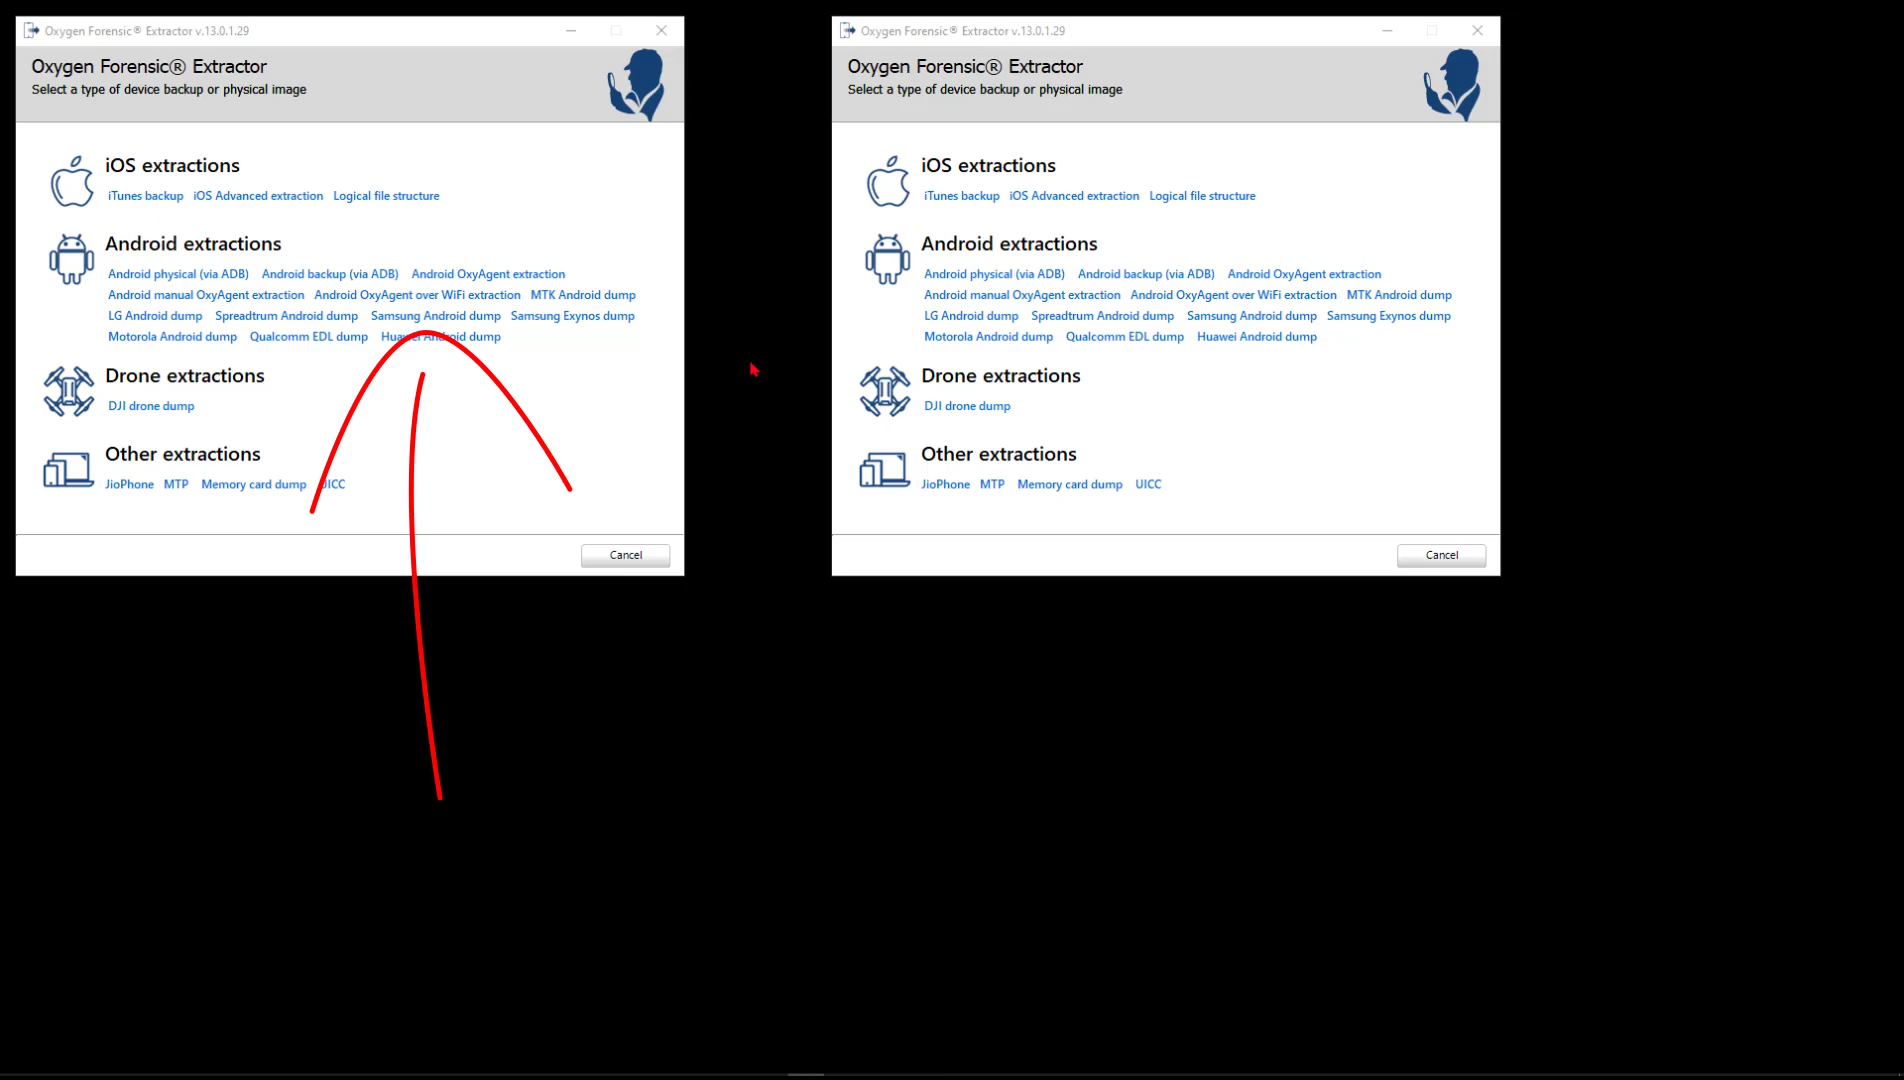 Oxygen Forensic® Extractor v.13.0.1.29
Oxygen Forensic® Extractor
Select a type of device backup or physical image
iOS extractions
iTunes backup iOS Advanced extraction Logical file structure
Android extractions
Android physical (via ADB) Android backup (via ADB) Android OxyAgent extraction
Android manual OxyAgent extraction Android OxyAgent over WiFi extraction MTK Android dump
LG Android dump Spreadtrum Android dump Samsung Android dump Samsung Exynos dump
Motorola Android dump Qualcomm EDL dump Huawei Android dump
Drone extractions
DJI drone dump
Other extractions
JioPhone MTP Memory card dump UICC
Cancel
Oxygen Forensic® Extractor v.13.0.1.29
Oxygen Forensic® Extractor
Select a type of device backup or physical image
iOS extractions
iTunes backup iOS Advanced extraction Logical file structure
Android extractions
Android physical (via ADB) Android backup (via ADB) Android OxyAgent extraction
Android manual OxyAgent extraction Android OxyAgent over WiFi extraction MTK Android dump
LG Android dump Spreadtrum Android dump Samsung Android dump Samsung Exynos dump
Motorola Android dump Qualcomm EDL dump Huawei Android dump
Drone extractions
DJI drone dump
Other extractions
JioPhone MTP Memory card dump UICC
Cancel